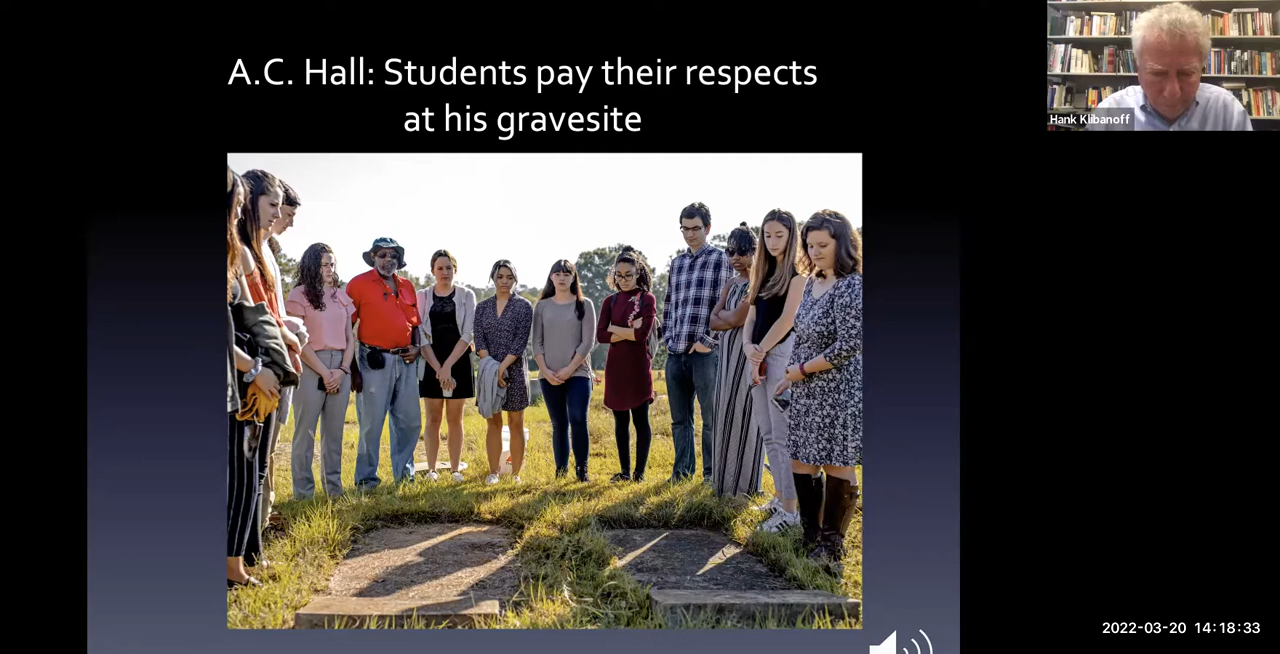 A.C. Hall: Students pay their respects
at his gravesite
Hank Klibanoff
2022-03-20 14:18:33